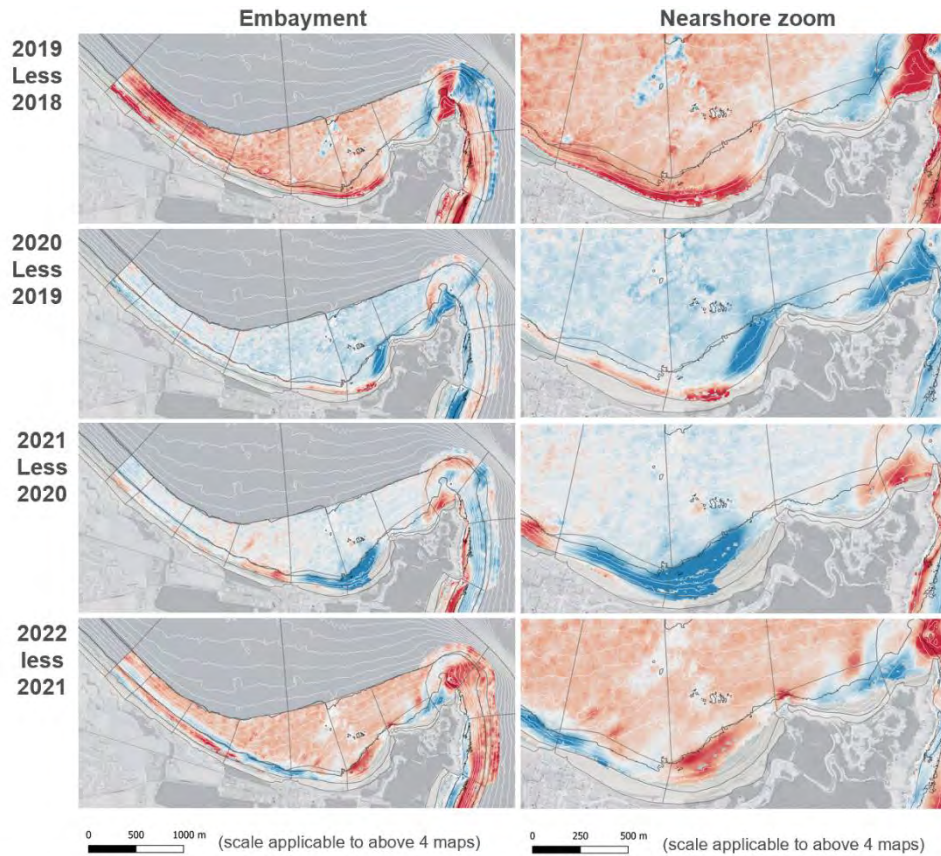 Embayment
Nearshore zoom
2019
Less
2018
2020
Less
2019
2021
Less
2020
2022
less
2021
0 500 1000 m
(scale applicable to above 4 maps)
0 250 500 m
(scale applicable to above 4 maps)